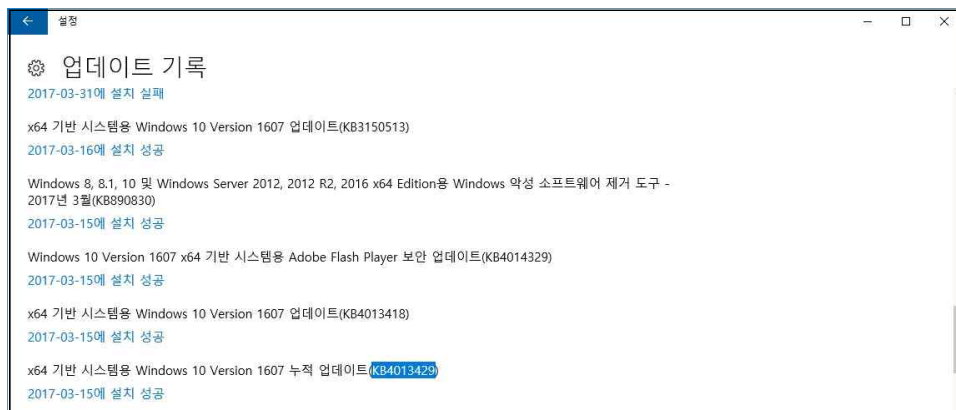 설정
업데이트 기록
2017-03-31에 설치 실패
x64 기반 시스템용 Windows 10 Version 1607 업데이트(KB3150513)
2017-03-16에 설치 성공
Windows 8, 8.1, 10 및 Windows Server 2012, 2012 R2, 2016 x64 Edition용 Windows 악성 소프트웨어 제거 도구 -
2017년 3월(KB890830)
2017-03-15에 설치 성공
Windows 10 Version 1607 x64 기반 시스템용 Adobe Flash Player 보안 업데이트(KB4014329)
2017-03-15에 설치 성공
x64 기반 시스템용 Windows 10 Version 1607 업데이트(KB4013418)
2017-03-15에 설치 성공
x64 기반 시스템용 Windows 10 Version 1607 누적 업데이트(KB4013429)
2017-03-15에 설치 성공